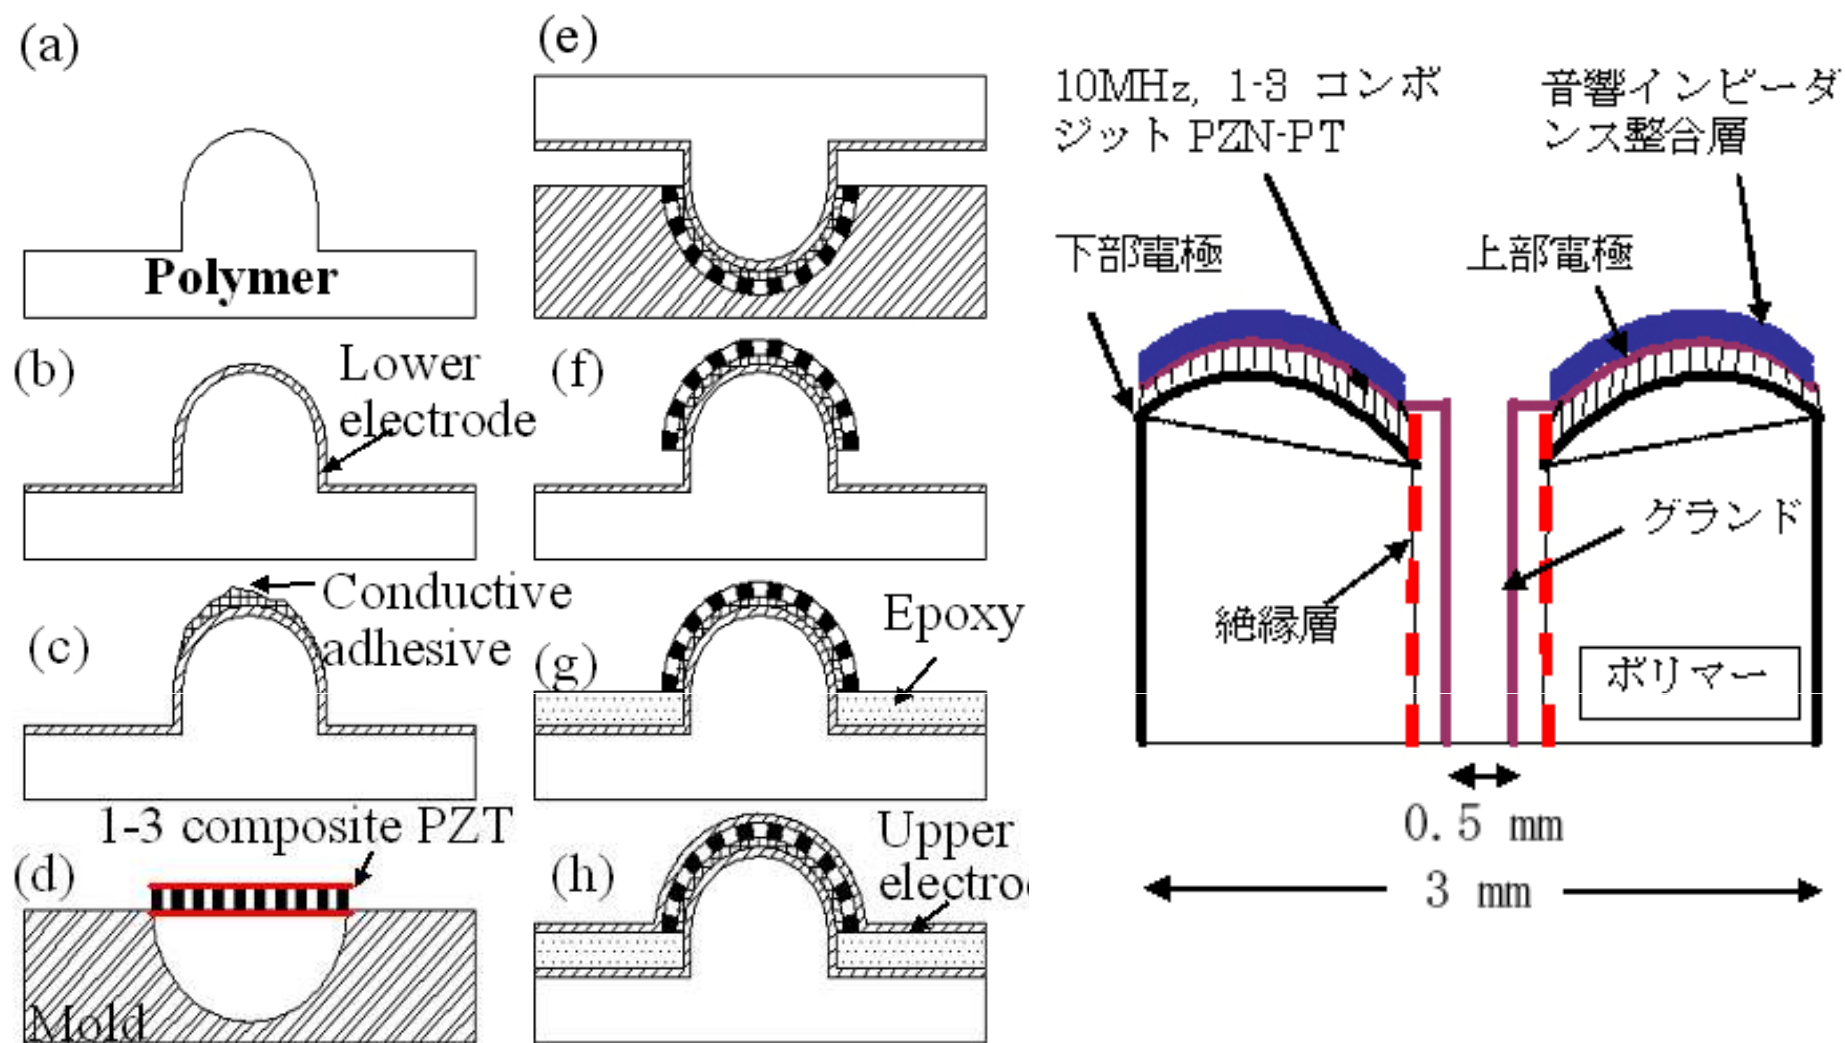 (a)
Polymer
(b)
Lower
electrode
(c)
Conductive
adhesive
1-3 composite PZT
(d)
Mold
(e)
(f)
(g)
Epoxy
(h)
Upper
electro
10MHz, 1-3 コンポ
ジット PZN-PT
音響インピーダ
ンス整合層
下部電極
上部電極
グランド
絶縁層
ポリマー
0.5 mm
3 mm